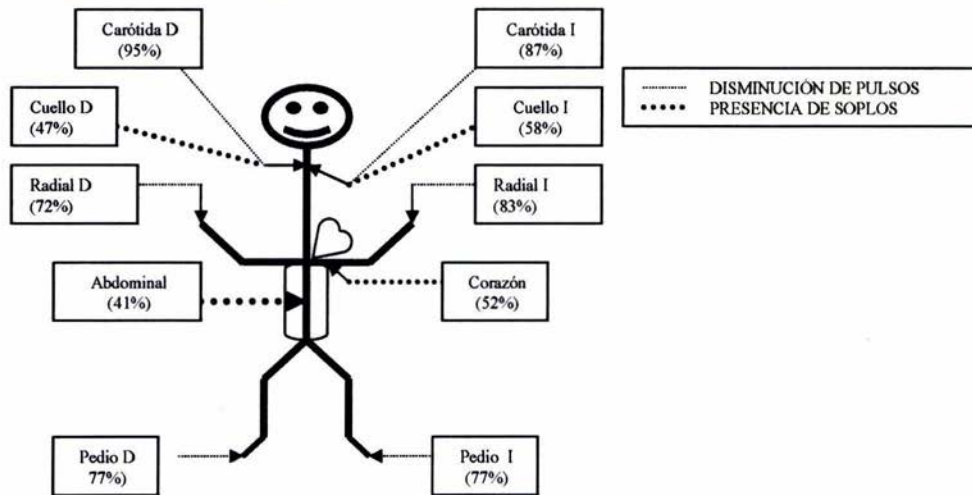 Carótida D
(95%)
Carótida I
(87%)
DISMINUCIÓN DE PULSOS
PRESENCIA DE SOPLOS
Cuello D
(47%)
Cuello I
(58%)
Radial D
(72%)
Radial I
(83%)
Abdominal
(41%)
Corazón
(52%)
Pedio D
77%)
Pedio I
(77%)